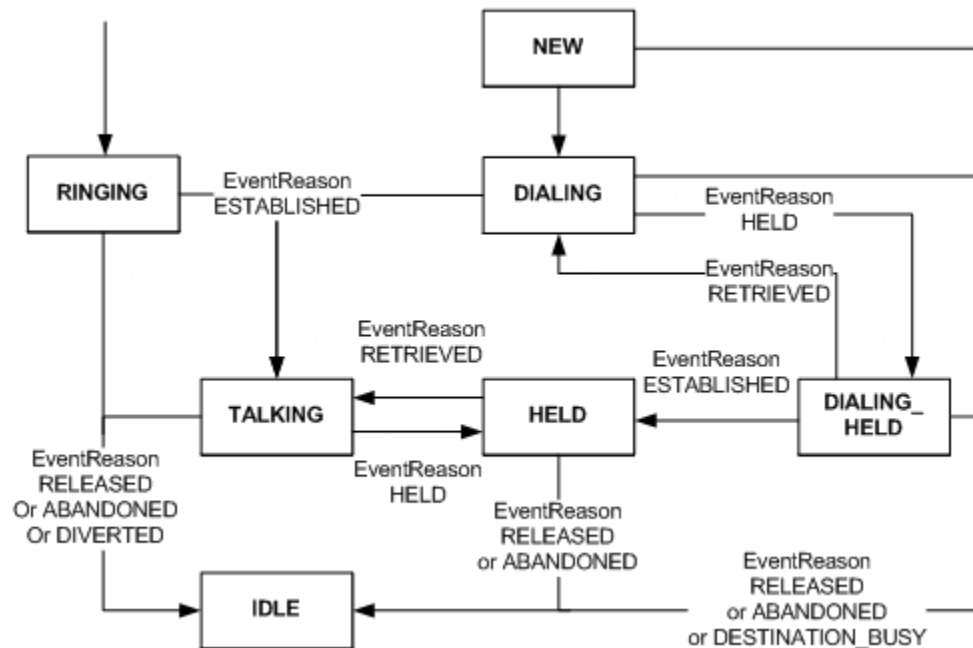 NEW
RINGING
EventReason
ESTABLISHED
DIALING
EventReason
HELD
EventReason
RETRIEVED
EventReason
RETRIEVED
EventReason
ESTABLISHED
TALKING
HELD
DIALING_
HELD
EventReason
HELD
EventReason
RELEASED
Or ABANDONED
Or DIVERTED
EventReason
RELEASED
or ABANDONED
EventReason
RELEASED
or ABANDONED
or DESTINATION_BUSY
IDLE